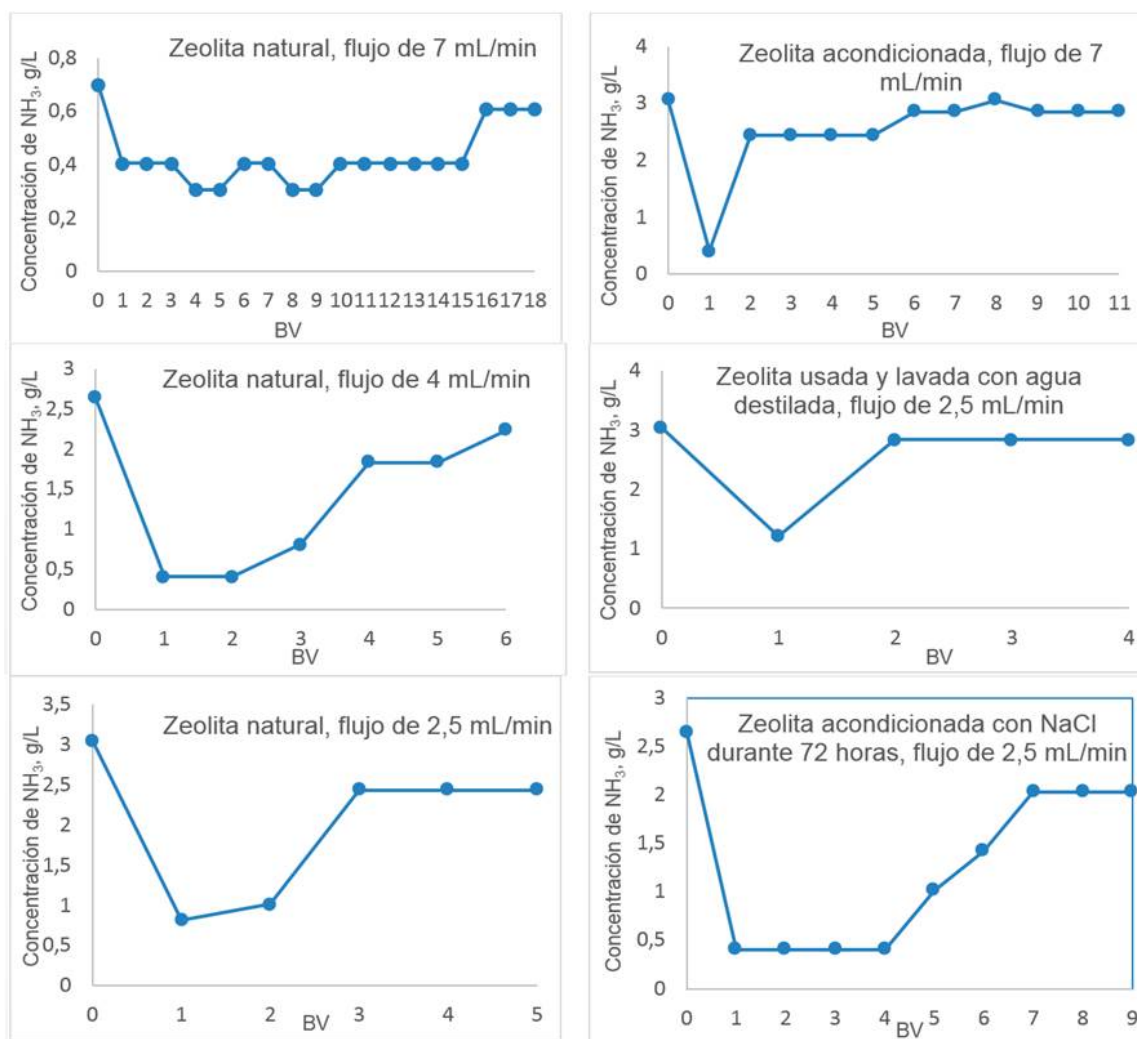 Zeolita natural, flujo de 7 mL/min
Concentración de NH₃, g/L
0,8
0,6
0,4
0,2
0
0 1 2 3 4 5 6 7 8 9 10 11 12 13 14 15 16 17 18
BV
Zeolita acondicionada, flujo de 7
mL/min
Concentración de NH₃, g/L
4
3
2
1
0
0 1 2 3 4 5 6 7 8 9 10 11
BV
Zeolita natural, flujo de 4 mL/min
Concentración de NH₃, g/L
3
2,5
2
1,5
1
0,5
0
0 1 2 3 4 5 6
BV
Zeolita usada y lavada con agua
destilada, flujo de 2,5 mL/min
Concentración de NH₃, g/L
4
3
2
1
0
0 1 2 3 4
BV
Zeolita natural, flujo de 2,5 mL/min
Concentración de NH₃, g/L
3,5
3
2,5
2
1,5
1
0,5
0
0 1 2 3 4 5
BV
Zeolita acondicionada con NaCl
durante 72 horas, flujo de 2,5 mL/min
Concentración de NH₃, g/L
3
2,5
2
1,5
1
0,5
0
0 1 2 3 4 5 6 7 8 9
BV